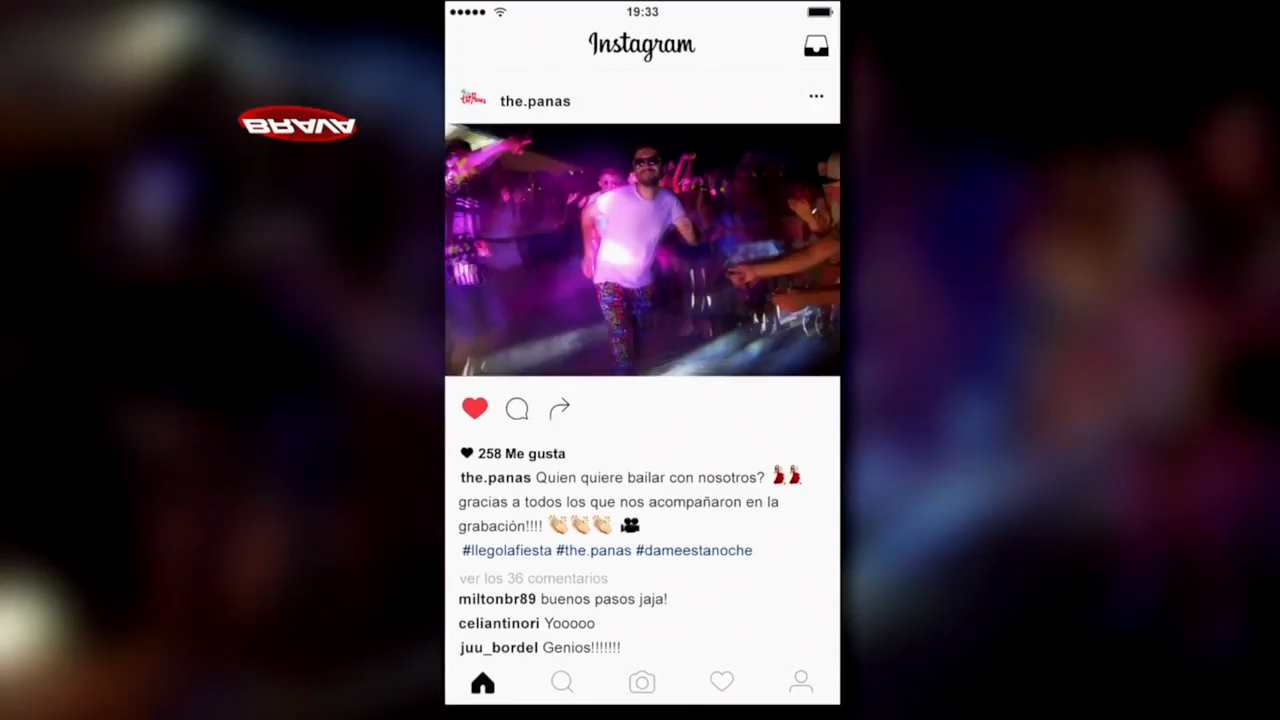 19:33
Instagram
the.panas
BRAVA
258 Me gusta
the.panas Quien quiere bailar con nosotros?
gracias a todos los que nos acompañaron en la
grabación!!!!
#llegolafiesta #the.panas #dameestanoche
ver los 36 comentarios
miltonbr89 buenos pasos jaja!
celiantinori Yooooo
juu_bordel Genios!!!!!!!